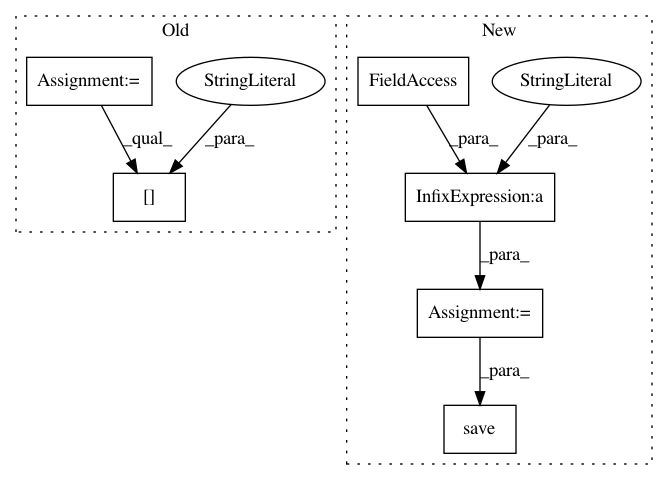 Old
New
Assignment:=
StringLiteral
FieldAccess
StringLiteral
_qual_
_para_
_para_
_para_
[]
InfixExpression:a
_para_
Assignment:=
_para_
save